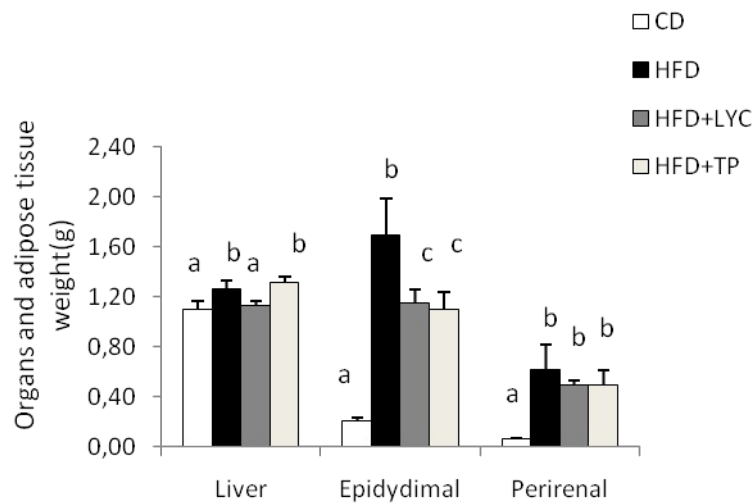 CD
HFD
HFD+LYC
HFD+TP
Organs and adipose tissue
weight(g)
2,40
2,00
1,60
1,20
0,80
0,40
0,00
a b a b
a b c c
a b b b
Liver Epidydimal Perirenal